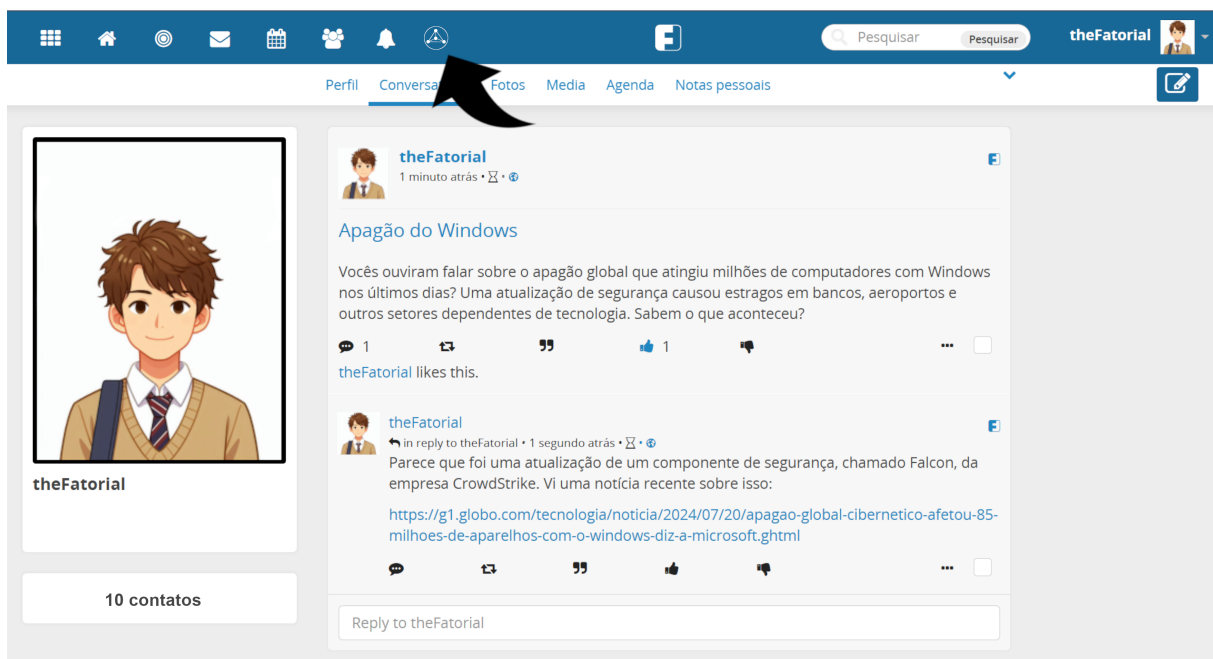 Pesquisar Pesquisar theFatorial
Perfil Conversa Fotos Media Agenda Notas pessoais
theFatorial
1 minuto atrás •
Apagão do Windows
Vocês ouviram falar sobre o apagão global que atingiu milhões de computadores com Windows
nos últimos dias? Uma atualização de segurança causou estragos em bancos, aeroportos e
outros setores dependentes de tecnologia. Sabem o que aconteceu?
1 1
theFatorial likes this.
theFatorial
in reply to theFatorial • 1 segundo atrás •
Parece que foi uma atualização de um componente de segurança, chamado Falcon, da
empresa CrowdStrike. Vi uma notícia recente sobre isso:
https://g1.globo.com/tecnologia/noticia/2024/07/20/apagao-global-cibernetico-afetou-85-
milhoes-de-aparelhos-com-o-windows-diz-a-microsoft.ghtml
Reply to theFatorial
theFatorial
10 contatos